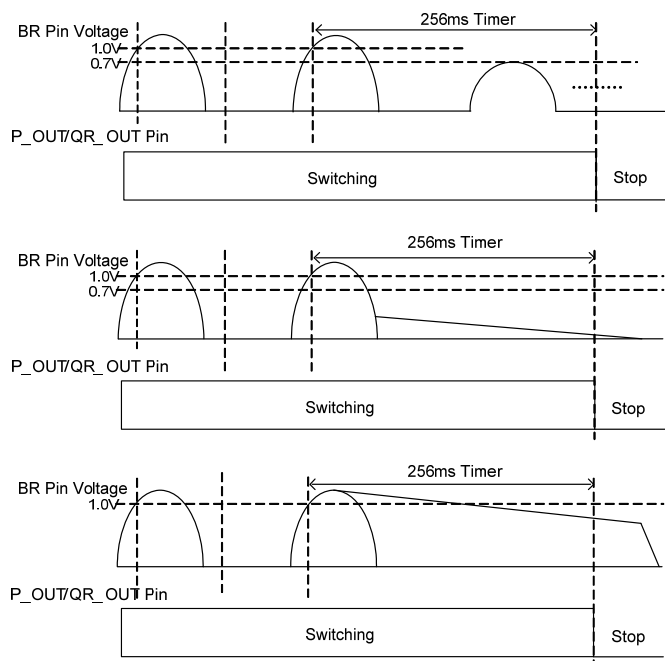 256ms Timer
BR Pin Voltage
1.0V
0.7V
P_OUT/QR_OUT Pin
Switching
Stop
256ms Timer
BR Pin Voltage
1.0V
0.7V
P_OUT/QR_OUT Pin
Switching
Stop
256ms Timer
BR Pin Voltage
1.0V
P_OUT/QR_OUT Pin
Switching
Stop